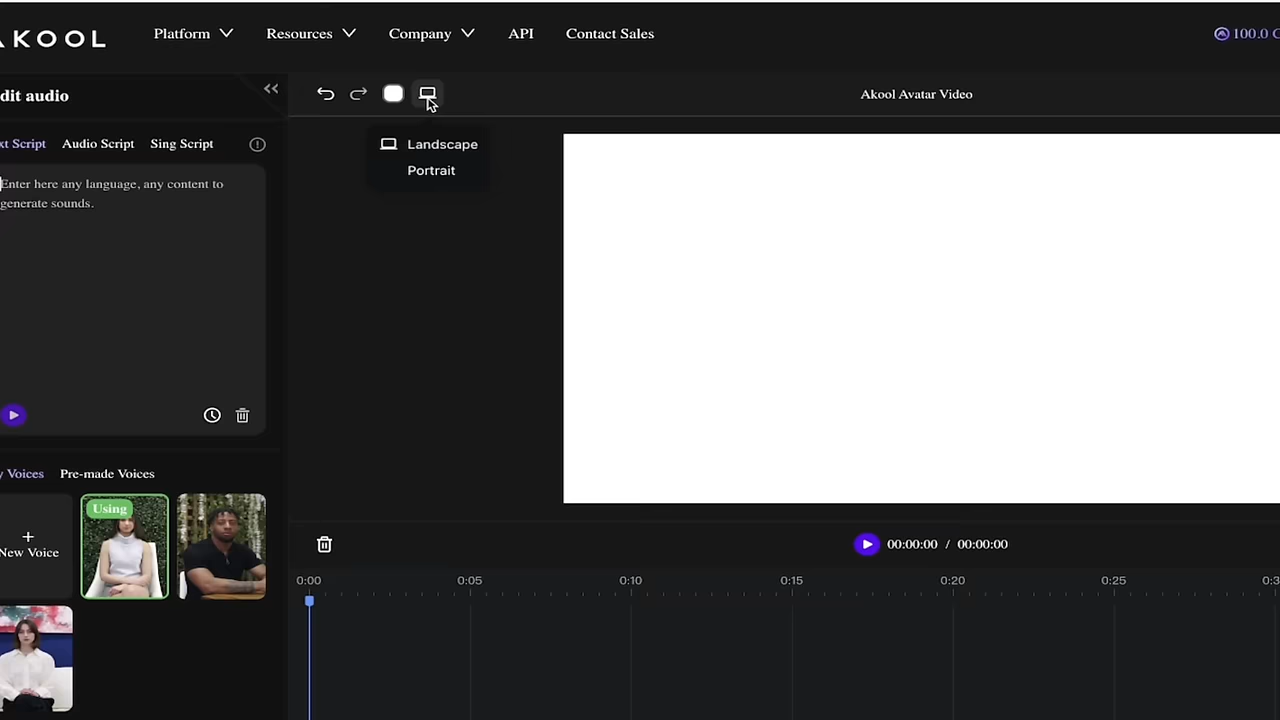 AKOOL
Platform
Resources
Company
API
Contact Sales
100.0 C
dit audio
Akool Avatar Video
xt Script
Audio Script
Sing Script
Landscape
Portrait
Enter here any language, any content to
generate sounds.
y Voices
Pre-made Voices
Using
New Voice
00:00:00 / 00:00:00
0:00
0:05
0:10
0:15
0:20
0:25
0:3